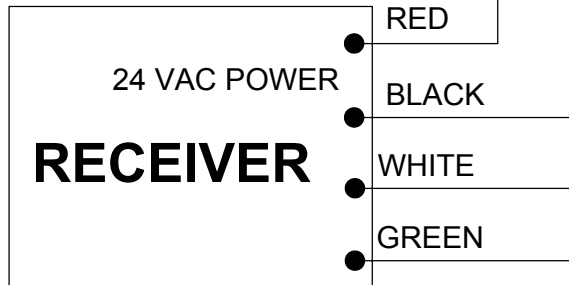 RED
24 VAC POWER
BLACK
RECEIVER
WHITE
GREEN